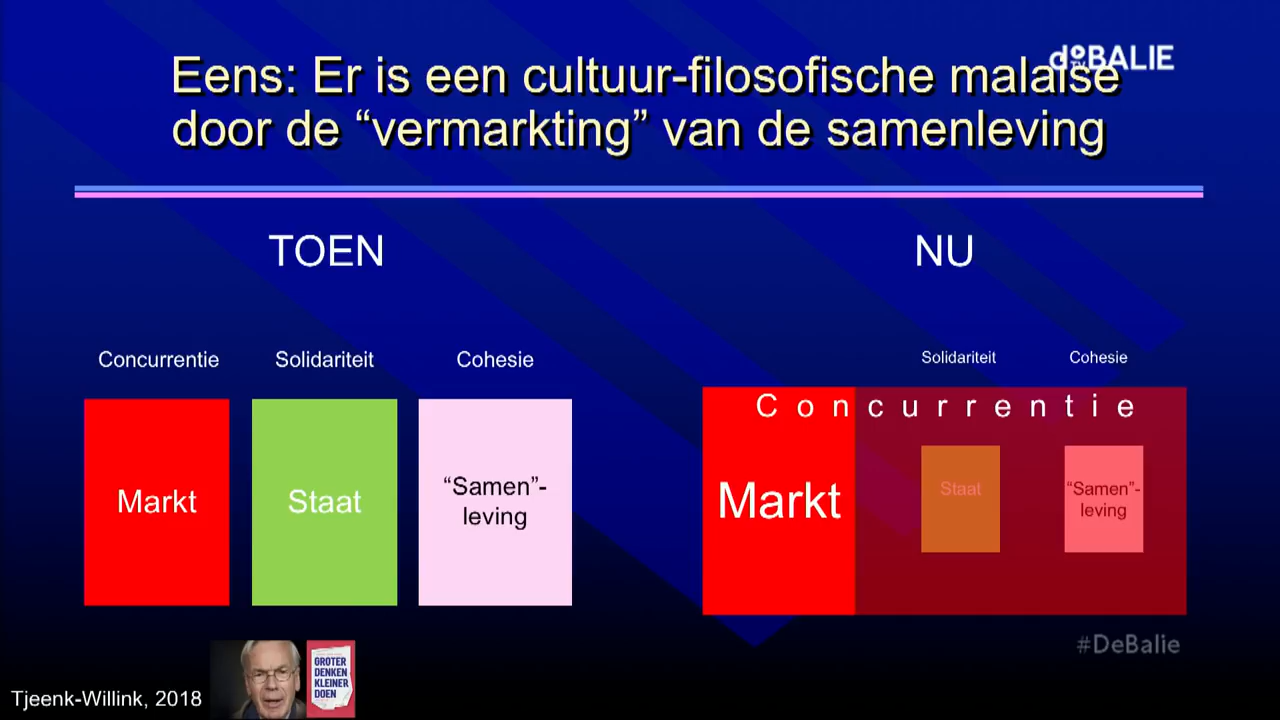 deBALIE
Eens: Er is een cultuur-filosofische malaise
door de “vermarkting” van de samenleving
TOEN
NU
Concurrentie
Solidariteit
Cohesie
Markt
Staat
“Samen”-
leving
Solidariteit
Cohesie
Concurrentie
Markt
Staat
“Samen”-
leving
#DeBalie
GROTER
DENKEN
KLEINER
DOEN
Tjeenk-Willink, 2018